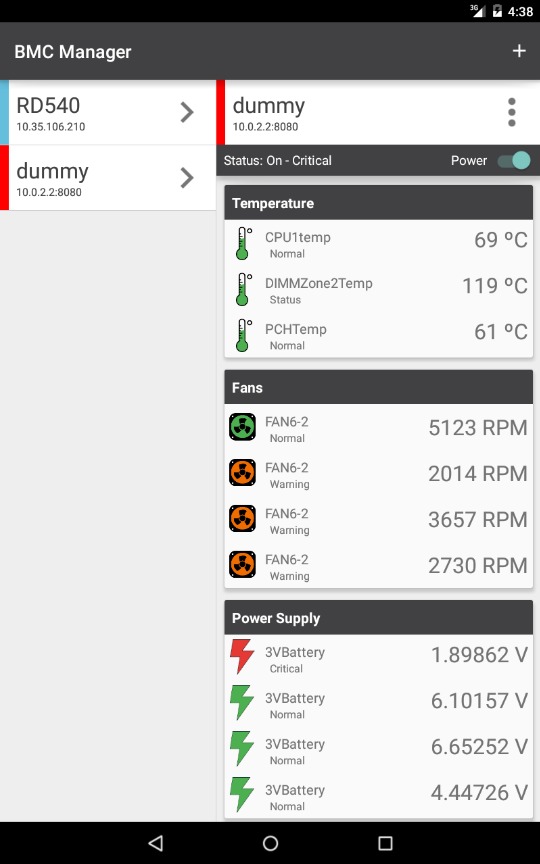 3G 4:38
BMC Manager +
RD540
10.35.106.210
dummy
10.0.2.2:8080
dummy
10.0.2.2:8080
Status: On - Critical Power
Temperature
CPU1temp 69 ºC
Normal
DIMMZone2Temp 119 ºC
Status
PCHTemp 61 ºC
Normal
Fans
FAN6-2 5123 RPM
Normal
FAN6-2 2014 RPM
Warning
FAN6-2 3657 RPM
Warning
FAN6-2 2730 RPM
Warning
Power Supply
3VBattery 1.89862 V
Critical
3VBattery 6.10157 V
Normal
3VBattery 6.65252 V
Normal
3VBattery 4.44726 V
Normal